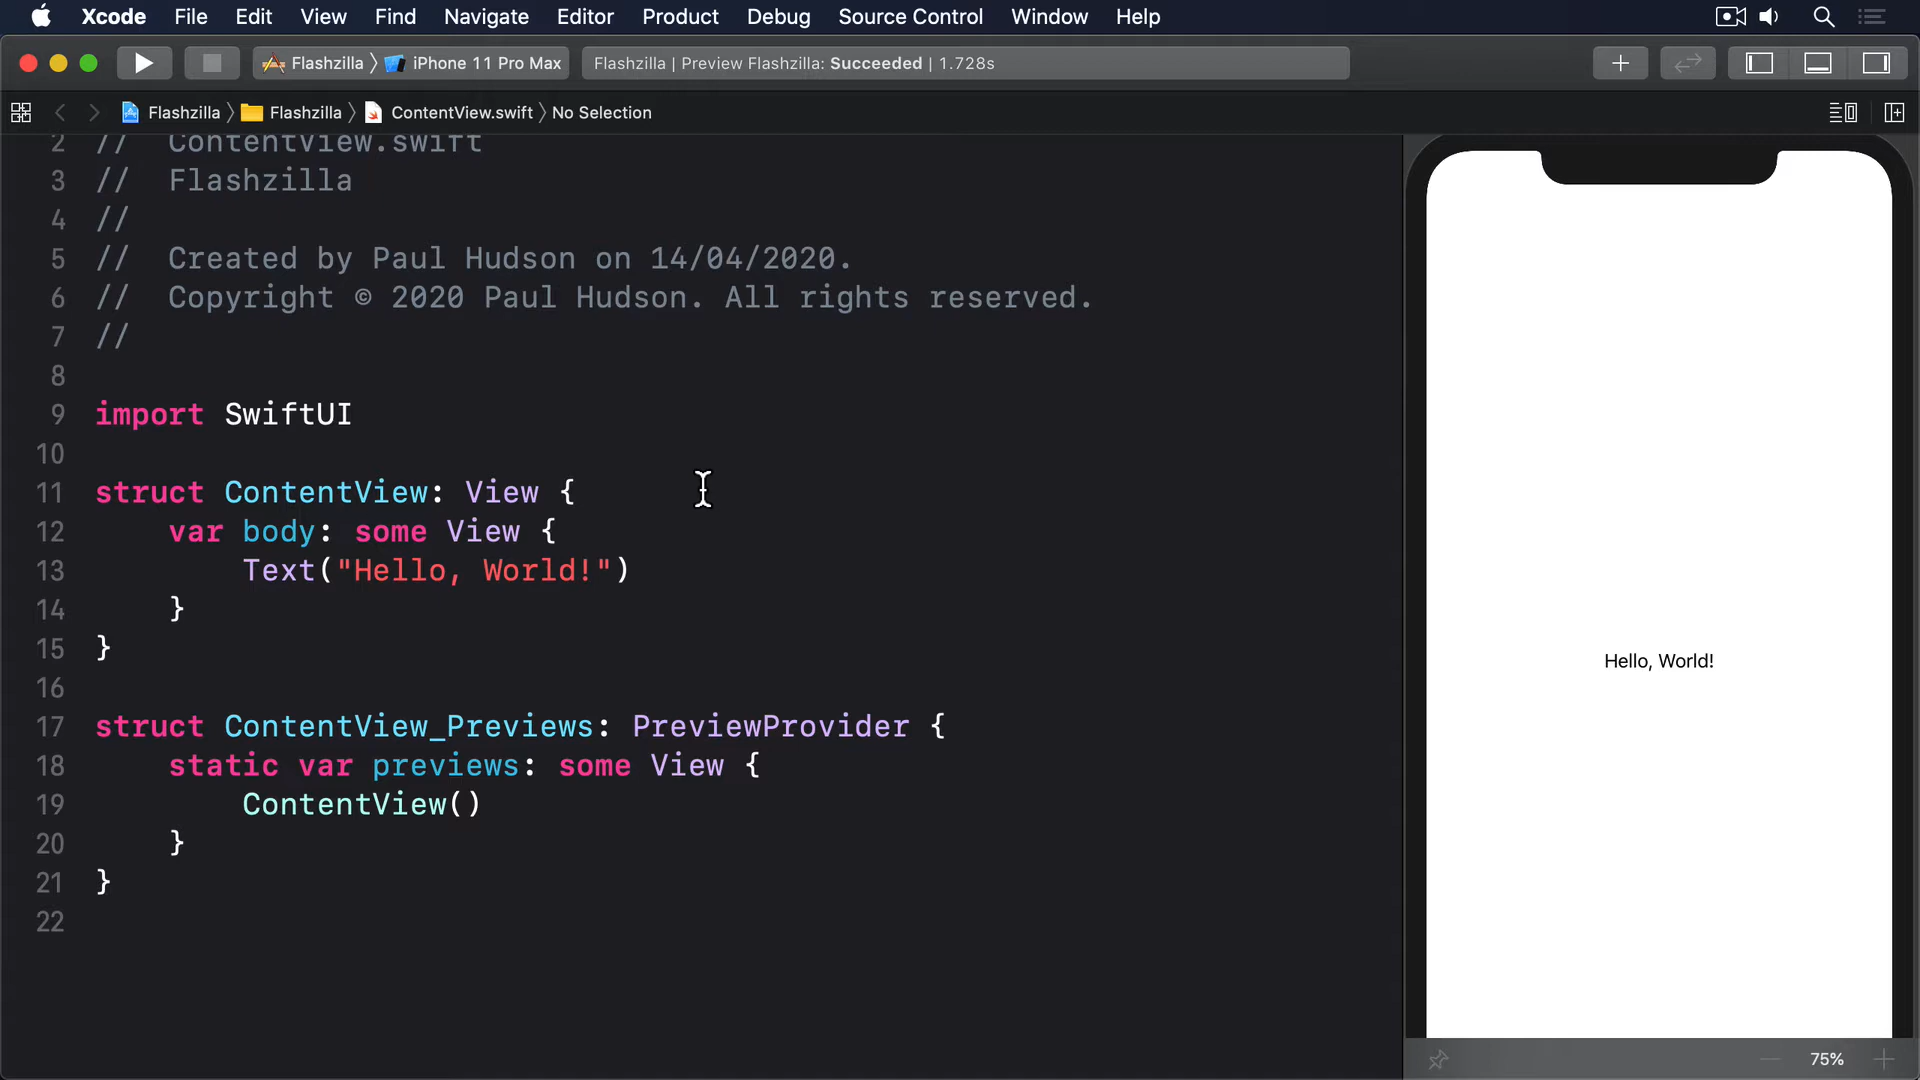 Xcode File Edit View Find Navigate Editor Product Debug Source Control Window Help
Flashzilla 〉 iPhone 11 Pro Max
Flashzilla | Preview Flashzilla: Succeeded | 1.728s
Flashzilla 〉 Flashzilla 〉 ContentView.swift 〉 No Selection
2 //  ContentView.swift
3 //  Flashzilla
4 //
5 //  Created by Paul Hudson on 14/04/2020.
6 //  Copyright © 2020 Paul Hudson. All rights reserved.
7 //
8
9 import SwiftUI
10
11 struct ContentView: View {
12     var body: some View {
13         Text("Hello, World!")
14     }
15 }
16
17 struct ContentView_Previews: PreviewProvider {
18     static var previews: some View {
19         ContentView()
20     }
21 }
22
Hello, World!
75%